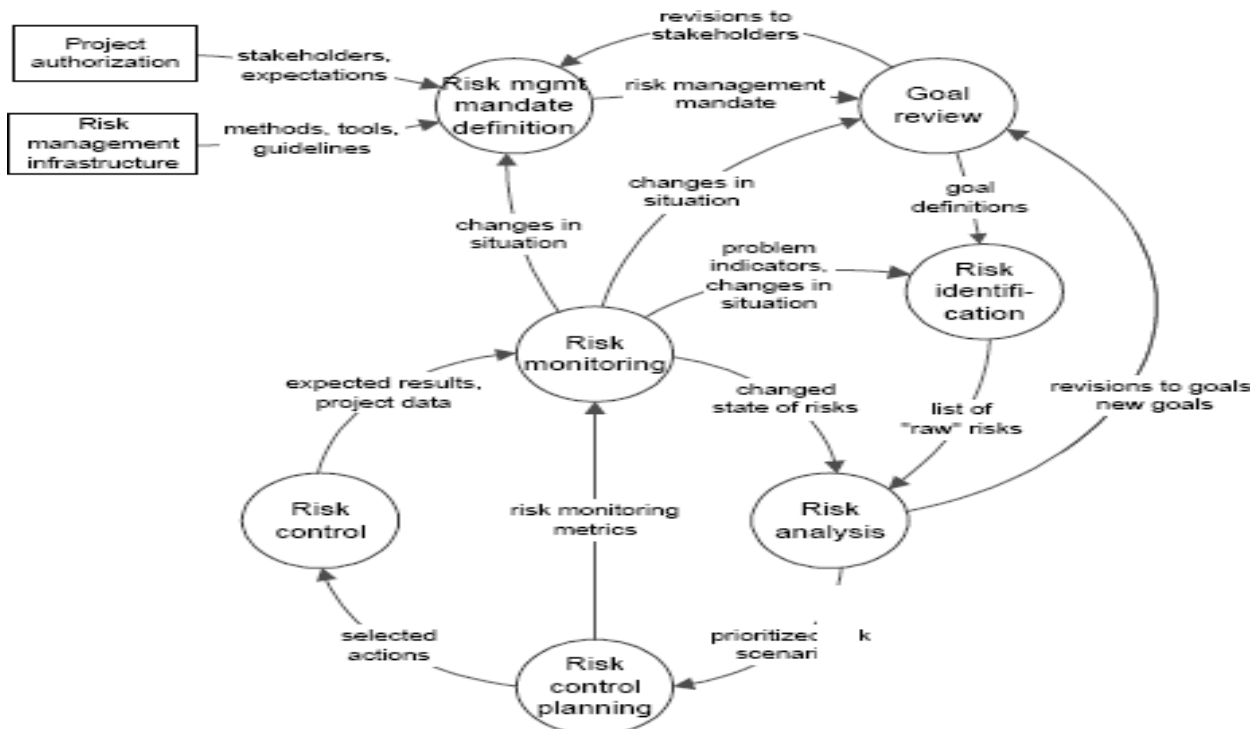 revisions to
stakeholders
Project
authorization
stakeholders,
expectations
Risk mgmt
mandate
definition
risk management
mandate
Goal
review
Risk
management
infrastructure
methods, tools,
guidelines
changes in
situation
changes in
situation
goal
definitions
problem
indicators,
changes in
situation
Risk
identifi-
cation
Risk
monitoring
expected results,
project data
changed
state of risks
list of
"raw" risks
revisions to goals
new goals
Risk
control
risk monitoring
metrics
Risk
analysis
selected
actions
Risk
control
planning
prioritized